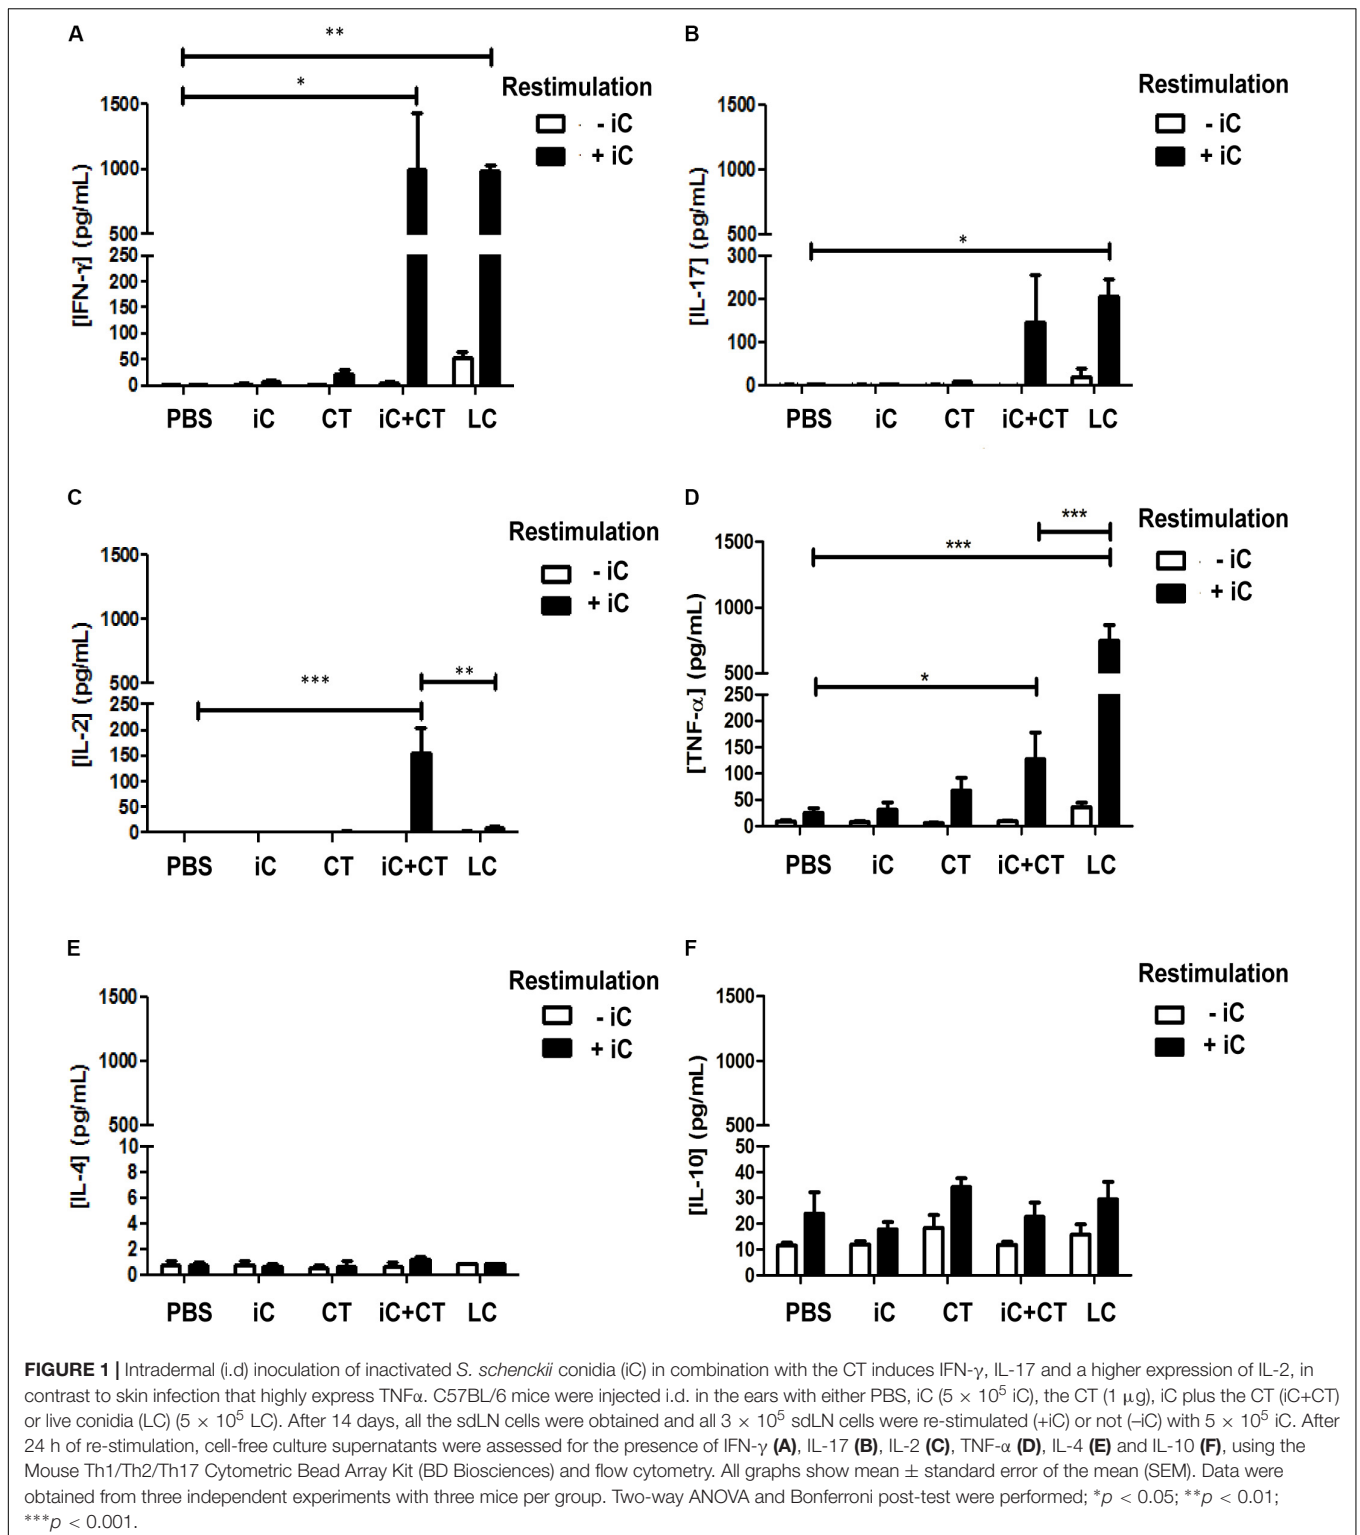 A
**
*
Restimulation
- iC
+ iC
[IFN-γ] (pg/mL)
1500
1000
500
250
200
150
100
50
0
PBS iC CT iC+CT LC
B
Restimulation
- iC
+ iC
*
[IL-17] (pg/mL)
1500
1000
500
300
200
100
0
PBS iC CT iC+CT LC
C
Restimulation
- iC
+ iC
***
**
[IL-2] (pg/mL)
1500
1000
500
250
200
150
100
50
0
PBS iC CT iC+CT LC
D
***
***
*
Restimulation
- iC
+ iC
[TNF-α] (pg/mL)
1500
1000
500
250
200
150
100
50
0
PBS iC CT iC+CT LC
E
Restimulation
- iC
+ iC
[IL-4] (pg/mL)
1500
1000
500
10
8
6
4
2
0
PBS iC CT iC+CT LC
F
Restimulation
- iC
+ iC
[IL-10] (pg/mL)
1500
1000
500
50
40
30
20
10
0
PBS iC CT iC+CT LC
FIGURE 1 | Intradermal (i.d) inoculation of inactivated S. schenckii conidia (iC) in combination with the CT induces IFN-γ, IL-17 and a higher expression of IL-2, in
contrast to skin infection that highly express TNFα. C57BL/6 mice were injected i.d. in the ears with either PBS, iC (5 × 10⁵ iC), the CT (1 μg), iC plus the CT (iC+CT)
or live conidia (LC) (5 × 10⁵ LC). After 14 days, all the sdLN cells were obtained and all 3 × 10⁵ sdLN cells were re-stimulated (+iC) or not (–iC) with 5 × 10⁵ iC. After
24 h of re-stimulation, cell-free culture supernatants were assessed for the presence of IFN-γ (A), IL-17 (B), IL-2 (C), TNF-α (D), IL-4 (E) and IL-10 (F), using the
Mouse Th1/Th2/Th17 Cytometric Bead Array Kit (BD Biosciences) and flow cytometry. All graphs show mean ± standard error of the mean (SEM). Data were
obtained from three independent experiments with three mice per group. Two-way ANOVA and Bonferroni post-test were performed; *p < 0.05; **p < 0.01;
***p < 0.001.